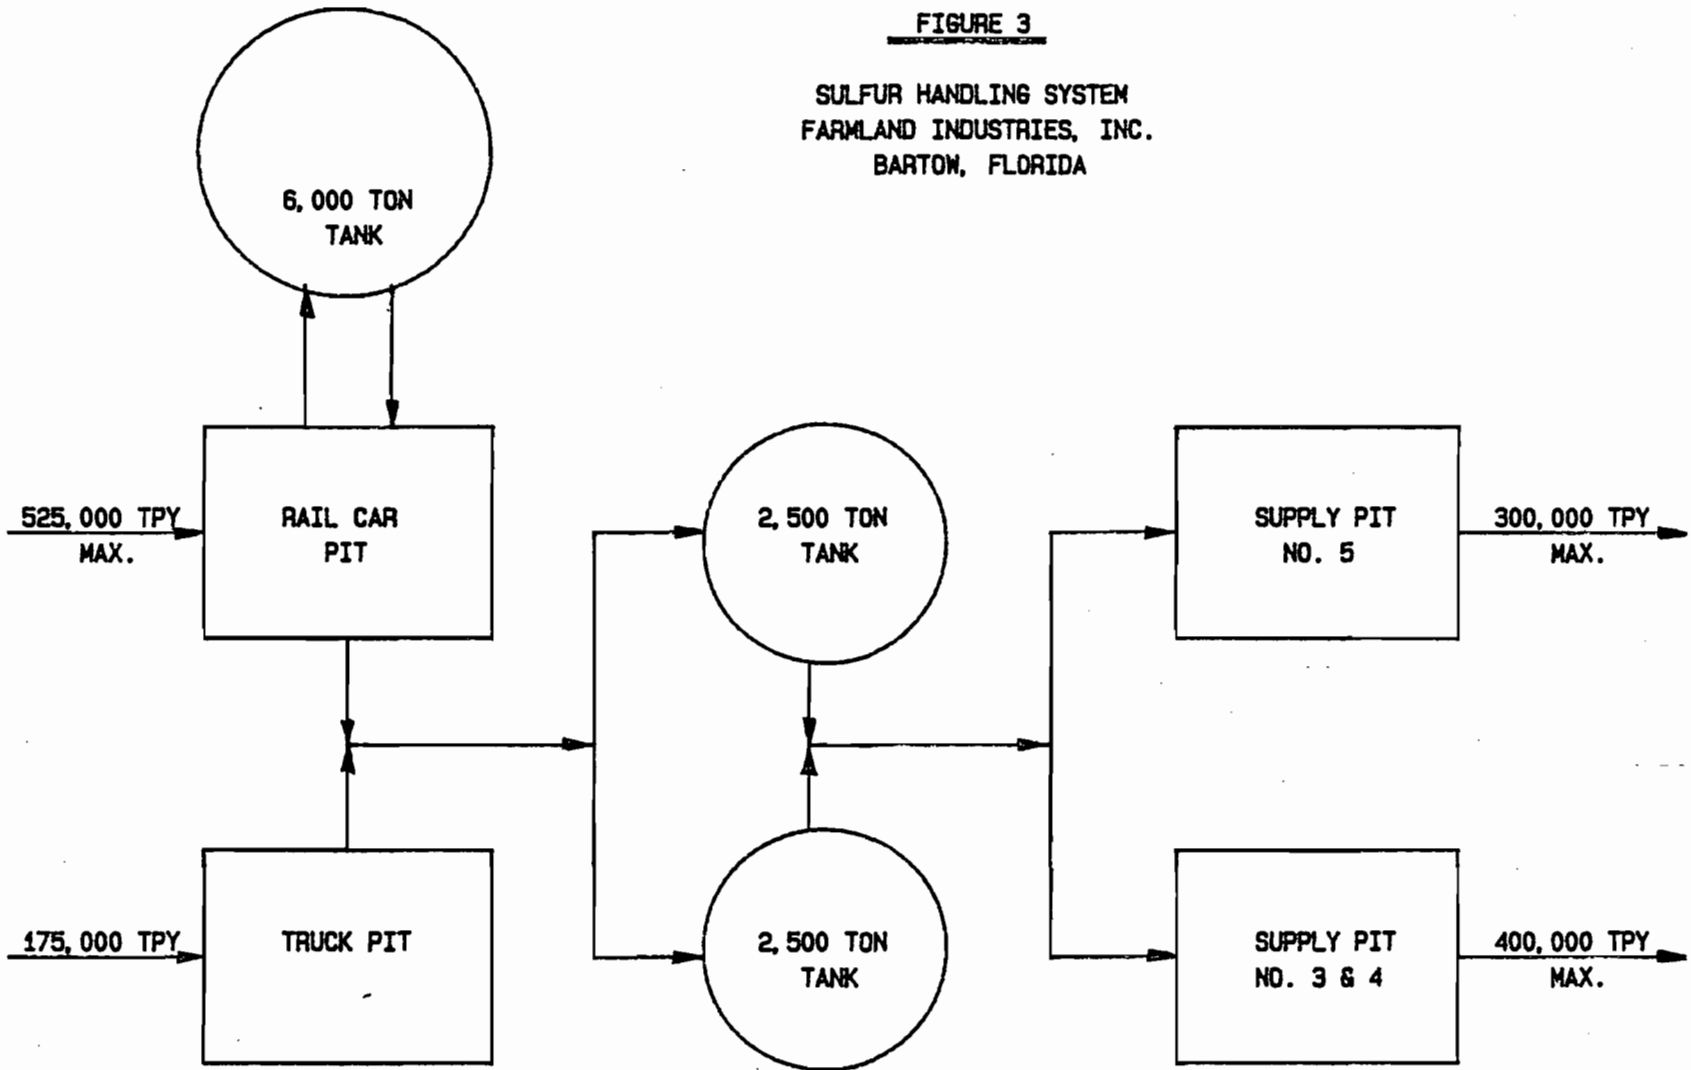 FIGURE 3
SULFUR HANDLING SYSTEM
FARMLAND INDUSTRIES, INC.
BARTOW, FLORIDA
6,000 TON
TANK
525,000 TPY
MAX.
RAIL CAR
PIT
2,500 TON
TANK
SUPPLY PIT
NO. 5
300,000 TPY
MAX.
175,000 TPY
TRUCK PIT
2,500 TON
TANK
SUPPLY PIT
NO. 3 & 4
400,000 TPY
MAX.